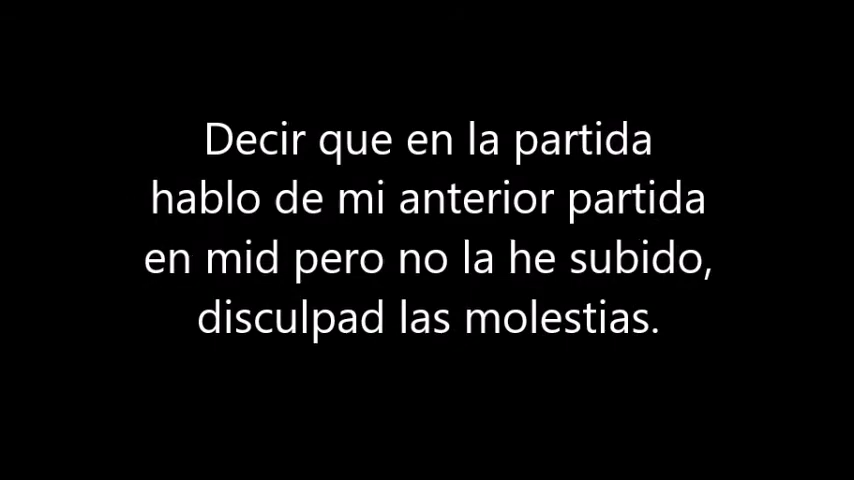 Decir que en la partida
hablo de mi anterior partida
en mid pero no la he subido,
disculpad las molestias.